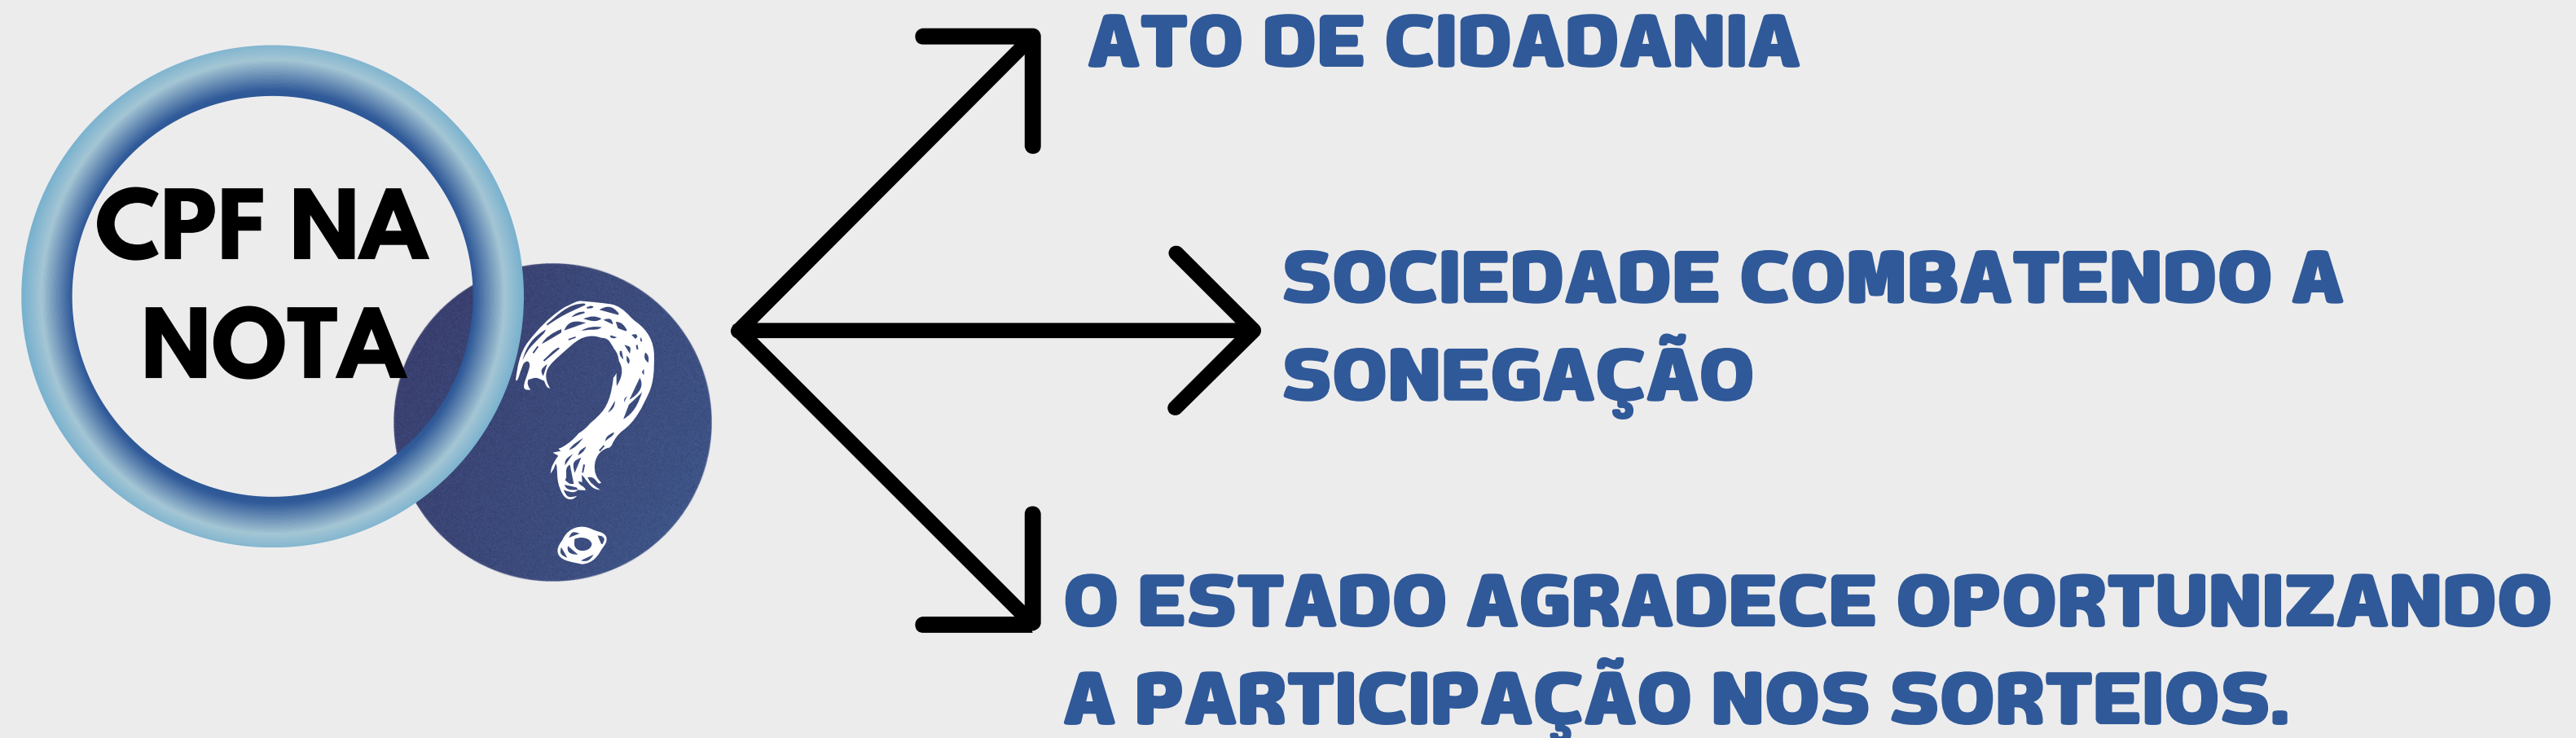 CPF NA
NOTA
?
ATO DE CIDADANIA
SOCIEDADE COMBATENDO A
SONEGAÇÃO
O ESTADO AGRADECE OPORTUNIZANDO
A PARTICIPAÇÃO NOS SORTEIOS.